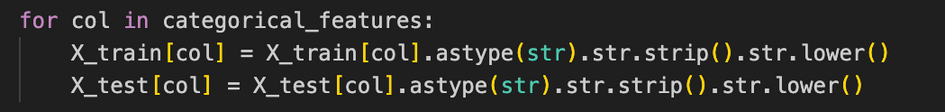 for col in categorical_features:
    X_train[col] = X_train[col].astype(str).str.strip().str.lower()
    X_test[col] = X_test[col].astype(str).str.strip().str.lower()